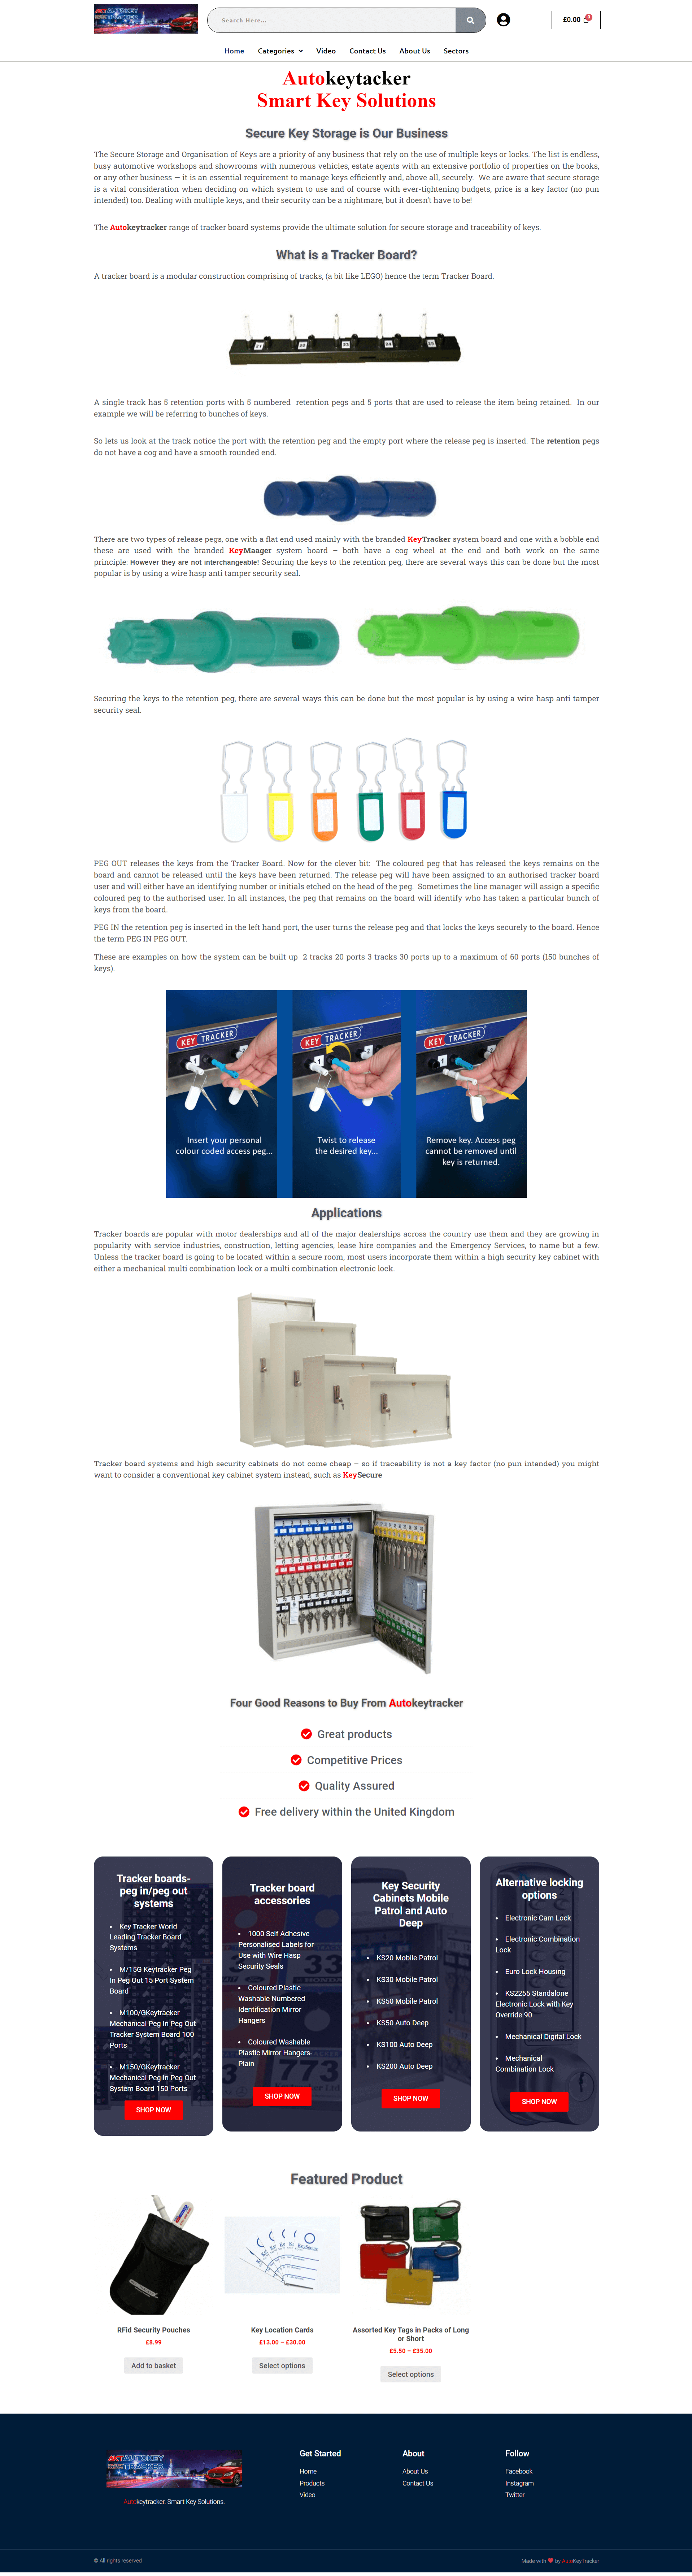 AKT AUTOKEY
TRACKER
Search Here...
£0.00
0
Home
Categories
Video
Contact Us
About Us
Sectors
Autokeytacker
Smart Key Solutions
Secure Key Storage is Our Business
The Secure Storage and Organisation of Keys are a priority of any business that rely on the use of multiple keys or locks. The list is endless,
busy automotive workshops and showrooms with numerous vehicles, estate agents with an extensive portfolio of properties on the books,
or any other business — it is an essential requirement to manage keys efficiently and, above all, securely.  We are aware that secure storage
is a vital consideration when deciding on which system to use and of course with ever-tightening budgets, price is a key factor (no pun
intended) too. Dealing with multiple keys, and their security can be a nightmare, but it doesn't have to be!
The Autokeytracker range of tracker board systems provide the ultimate solution for secure storage and traceability of keys.
What is a Tracker Board?
A tracker board is a modular construction comprising of tracks, (a bit like LEGO) hence the term Tracker Board.
A single track has 5 retention ports with 5 numbered  retention pegs and 5 ports that are used to release the item being retained.  In our
example we will be referring to bunches of keys.
So lets us look at the track notice the port with the retention peg and the empty port where the release peg is inserted. The retention pegs
do not have a cog and have a smooth rounded end.
There are two types of release pegs, one with a flat end used mainly with the branded KeyTracker system board and one with a bobble end
these are used with the branded KeyMaager system board – both have a cog wheel at the end and both work on the same
principle: However they are not interchangeable! Securing the keys to the retention peg, there are several ways this can be done but the most
popular is by using a wire hasp anti tamper security seal.
Securing the keys to the retention peg, there are several ways this can be done but the most popular is by using a wire hasp anti tamper
security seal.
PEG OUT releases the keys from the Tracker Board. Now for the clever bit:  The coloured peg that has released the keys remains on the
board and cannot be released until the keys have been returned. The release peg will have been assigned to an authorised tracker board
user and will either have an identifying number or initials etched on the head of the peg.  Sometimes the line manager will assign a specific
coloured peg to the authorised user. In all instances, the peg that remains on the board will identify who has taken a particular bunch of
keys from the board.
PEG IN the retention peg is inserted in the left hand port, the user turns the release peg and that locks the keys securely to the board. Hence
the term PEG IN PEG OUT.
These are examples on how the system can be built up  2 tracks 20 ports 3 tracks 30 ports up to a maximum of 60 ports (150 bunches of
keys).
KEY TRACKER
KEY TRACKER
KEY TRACKER
Insert your personal
colour coded access peg...
Twist to release
the desired key...
Remove key. Access peg
cannot be removed until
key is returned.
Applications
Tracker boards are popular with motor dealerships and all of the major dealerships across the country use them and they are growing in
popularity with service industries, construction, letting agencies, lease hire companies and the Emergency Services, to name but a few.
Unless the tracker board is going to be located within a secure room, most users incorporate them within a high security key cabinet with
either a mechanical multi combination lock or a multi combination electronic lock.
Tracker board systems and high security cabinets do not come cheap – so if traceability is not a key factor (no pun intended) you might
want to consider a conventional key cabinet system instead, such as KeySecure
Four Good Reasons to Buy From Autokeytracker
Great products
Competitive Prices
Quality Assured
Free delivery within the United Kingdom
Tracker boards-
peg in/peg out
systems
• Key Tracker World
Leading Tracker Board
Systems
• M/15G Keytracker Peg
In Peg Out 15 Port System
Board
• M100/GKeytracker
Mechanical Peg In Peg Out
Tracker System Board 100
Ports
• M150/GKeytracker
Mechanical Peg In Peg Out
System Board 150 Ports
SHOP NOW
Tracker board
accessories
• 1000 Self Adhesive
Personalised Labels for
Use with Wire Hasp
Security Seals
• Coloured Plastic
Washable Numbered
Identification Mirror
Hangers
• Coloured Washable
Plastic Mirror Hangers-
Plain
SHOP NOW
Key Security
Cabinets Mobile
Patrol and Auto
Deep
• KS20 Mobile Patrol
• KS30 Mobile Patrol
• KS50 Mobile Patrol
• KS50 Auto Deep
• KS100 Auto Deep
• KS200 Auto Deep
SHOP NOW
Alternative locking
options
• Electronic Cam Lock
• Electronic Combination
Lock
• Euro Lock Housing
• KS2255 Standalone
Electronic Lock with Key
Override 90
• Mechanical Digital Lock
• Mechanical
Combination Lock
SHOP NOW
Featured Product
RFid Security Pouches
£8.99
Add to basket
Key Location Cards
£13.00 – £30.00
Select options
Assorted Key Tags in Packs of Long
or Short
£5.50 – £35.00
Select options
AKT AUTOKEY
TRACKER
Autokeytracker. Smart Key Solutions.
Get Started
Home
Products
Video
About
About Us
Contact Us
Follow
Facebook
Instagram
Twitter
© All rights reserved
Made with ❤ by AutoKeyTracker